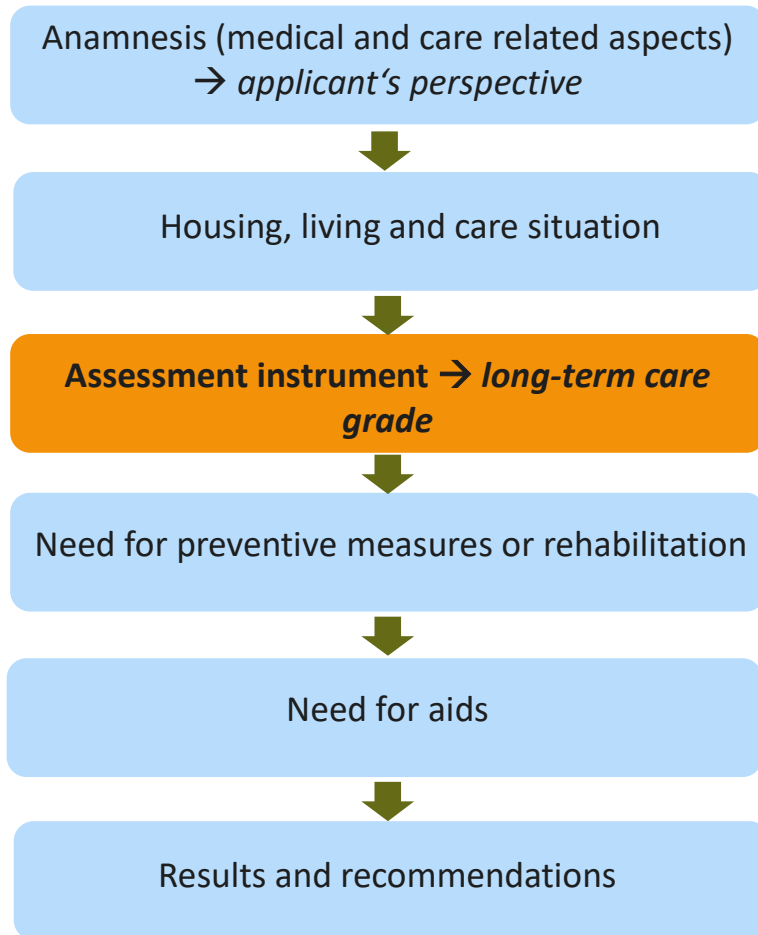 Anamnesis (medical and care related aspects)
→ applicant‘s perspective
Housing, living and care situation
Assessment instrument → long-term care
grade
Need for preventive measures or rehabilitation
Need for aids
Results and recommendations